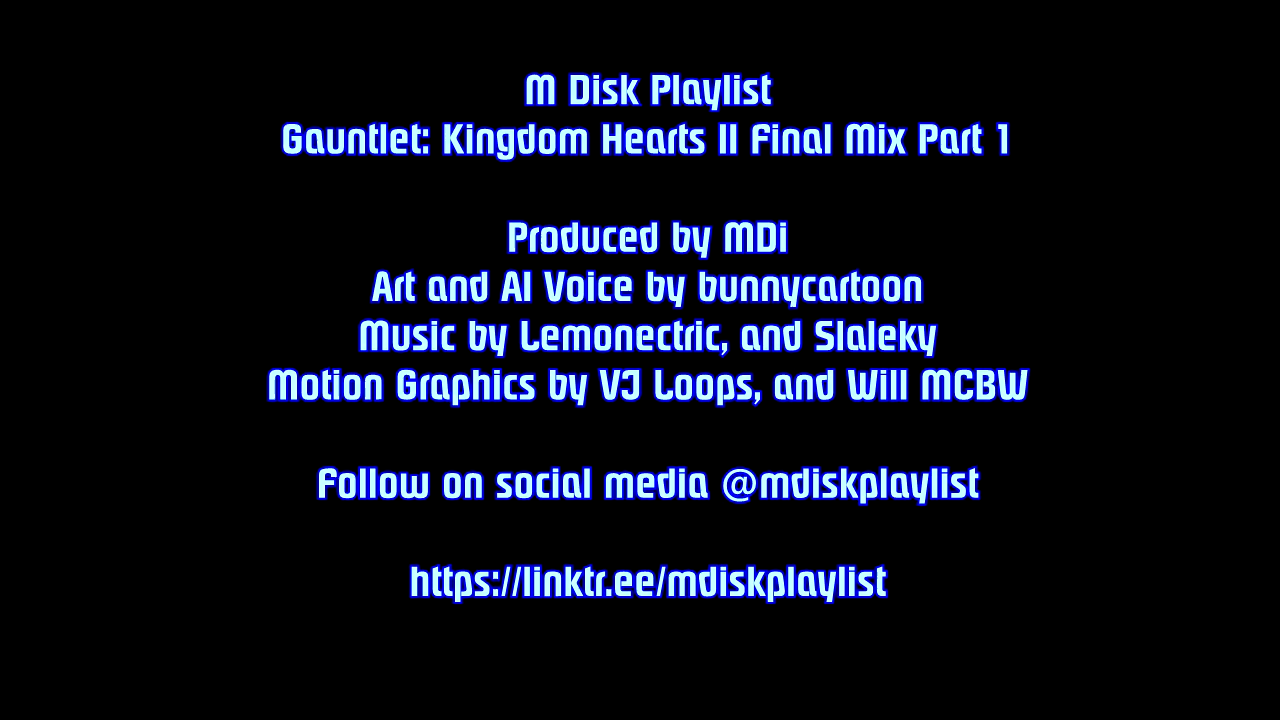 M Disk Playlist
Gauntlet: Kingdom Hearts II Final Mix Part 1
Produced by MDi
Art and AI Voice by bunnycartoon
Music by Lemonectric, and Slaleky
Motion Graphics by VJ Loops, and Will MCBW
Follow on social media @mdiskplaylist
https://linktr.ee/mdiskplaylist